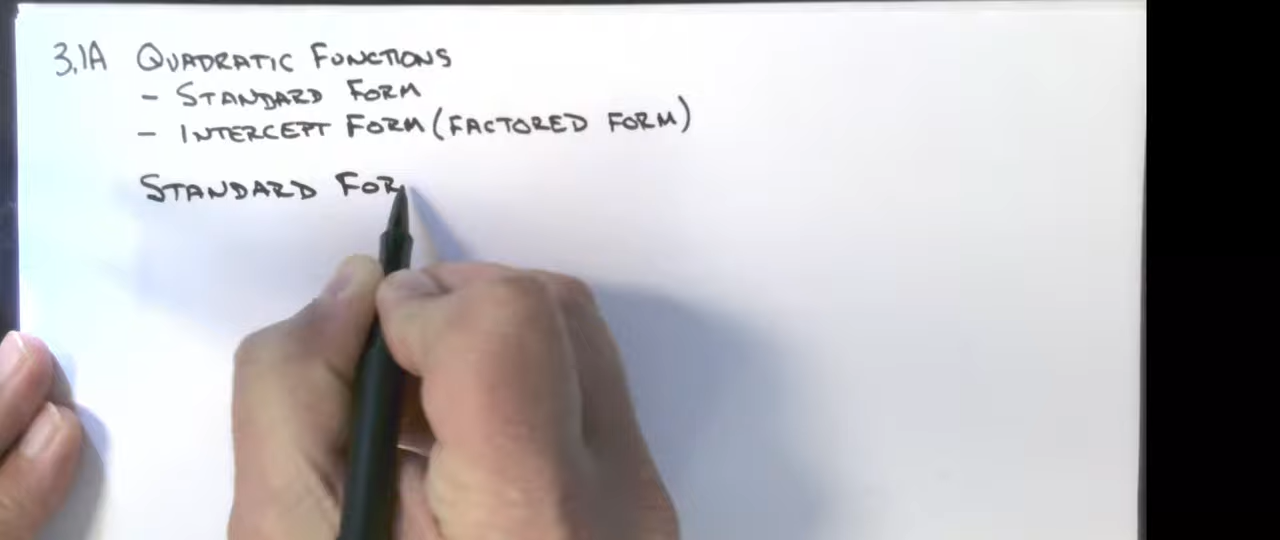 3.1A QUADRATIC FUNCTIONS
- STANDARD FORM
- INTERCEPT FORM (FACTORED FORM)
STANDARD FOR